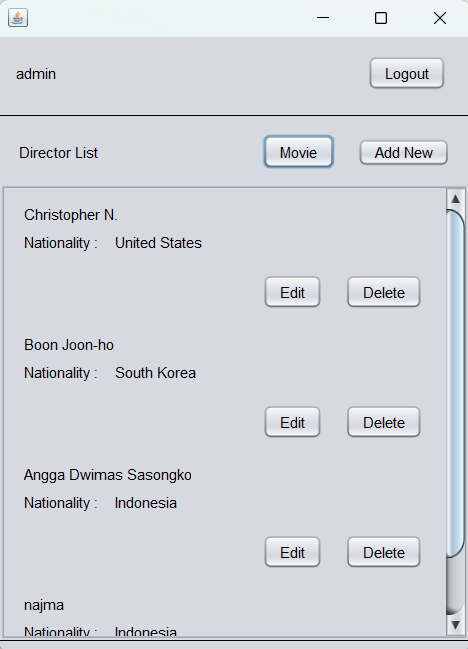 admin Logout
Director List Movie Add New
Christopher N.
Nationality : United States
Edit Delete
Boon Joon-ho
Nationality : South Korea
Edit Delete
Angga Dwimas Sasongko
Nationality : Indonesia
Edit Delete
najma
Nationality : Indonesia